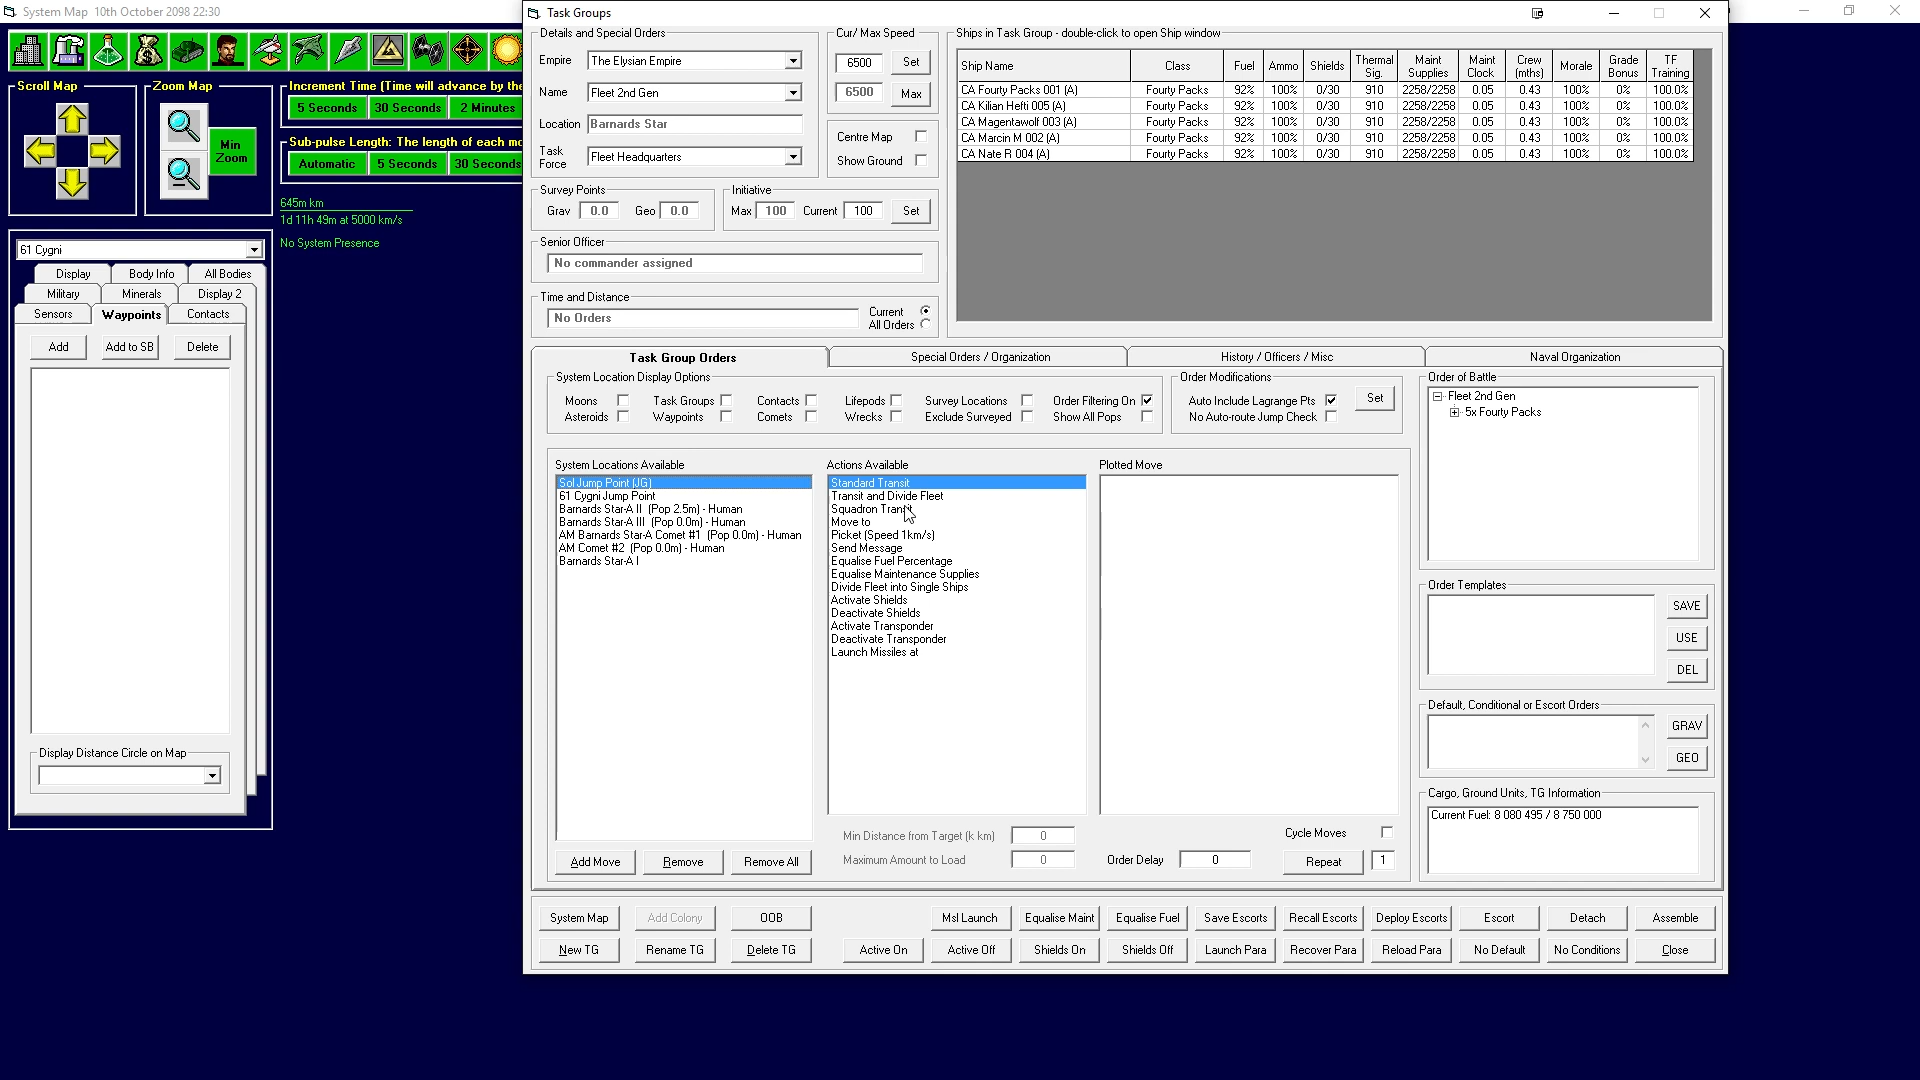 System Map 10th October 2098 22:30
Task Groups
Scroll Map
Zoom Map
Min Zoom
Increment Time (Time will advance by the
5 Seconds
30 Seconds
2 Minutes
Sub-pulse Length: The length of each mo
Automatic
5 Seconds
30 Seconds
645m km
1d 11h 49m at 5000 km/s
No System Presence
61 Cygni
Display
Body Info
All Bodies
Military
Minerals
Display 2
Sensors
Waypoints
Contacts
Add
Add to SB
Delete
Display Distance Circle on Map
Details and Special Orders
Empire
The Elysian Empire
Name
Fleet 2nd Gen
Location
Barnards Star
Task Force
Fleet Headquarters
Cur/ Max Speed
6500
Set
6500
Max
Centre Map
Show Ground
Survey Points
Grav 0.0 Geo 0.0
Initiative
Max 100 Current 100 Set
Senior Officer
No commander assigned
Time and Distance
No Orders
Current
All Orders
Ships in Task Group - double-click to open Ship window
Ship Name Class Fuel Ammo Shields Thermal Sig. Maint Supplies Maint Clock Crew (mths) Morale Grade Bonus TF Training
CA Fourty Packs 001 (A) Fourty Packs 92% 100% 0/30 910 2258/2258 0.05 0.43 100% 0% 100.0%
CA Kilian Hefti 005 (A) Fourty Packs 92% 100% 0/30 910 2258/2258 0.05 0.43 100% 0% 100.0%
CA Magentawolf 003 (A) Fourty Packs 92% 100% 0/30 910 2258/2258 0.05 0.43 100% 0% 100.0%
CA Marcin M 002 (A) Fourty Packs 92% 100% 0/30 910 2258/2258 0.05 0.43 100% 0% 100.0%
CA Nate R 004 (A) Fourty Packs 92% 100% 0/30 910 2258/2258 0.05 0.43 100% 0% 100.0%
Task Group Orders
Special Orders / Organization
History / Officers / Misc
Naval Organization
System Location Display Options
Moons Task Groups Contacts Lifepods Survey Locations Order Filtering On
Asteroids Waypoints Comets Wrecks Exclude Surveyed Show All Pops
Order Modifications
Auto Include Lagrange Pts
No Auto-route Jump Check
Set
System Locations Available
Sol Jump Point (JG)
61 Cygni Jump Point
Barnards Star-A II (Pop 2.5m) - Human
Barnards Star-A III (Pop 0.0m) - Human
AM Barnards Star-A Comet #1 (Pop 0.0m) - Human
AM Comet #2 (Pop 0.0m) - Human
Barnards Star-A I
Actions Available
Standard Transit
Transit and Divide Fleet
Squadron Transit
Move to
Picket (Speed 1km/s)
Send Message
Equalise Fuel Percentage
Equalise Maintenance Supplies
Divide Fleet into Single Ships
Activate Shields
Deactivate Shields
Activate Transponder
Deactivate Transponder
Launch Missiles at
Plotted Move
Min Distance from Target (k km) 0
Maximum Amount to Load 0
Order Delay 0
Cycle Moves
Repeat 1
Add Move
Remove
Remove All
Order of Battle
Fleet 2nd Gen
5x Fourty Packs
Order Templates
SAVE
USE
DEL
Default, Conditional or Escort Orders
GRAV
GEO
Cargo, Ground Units, TG Information
Current Fuel: 8 080 495 / 8 750 000
System Map Add Colony OOB Msl Launch Equalise Maint Equalise Fuel Save Escorts Recall Escorts Deploy Escorts Escort Detach Assemble
New TG Rename TG Delete TG Active On Active Off Shields On Shields Off Launch Para Recover Para Reload Para No Default No Conditions Close